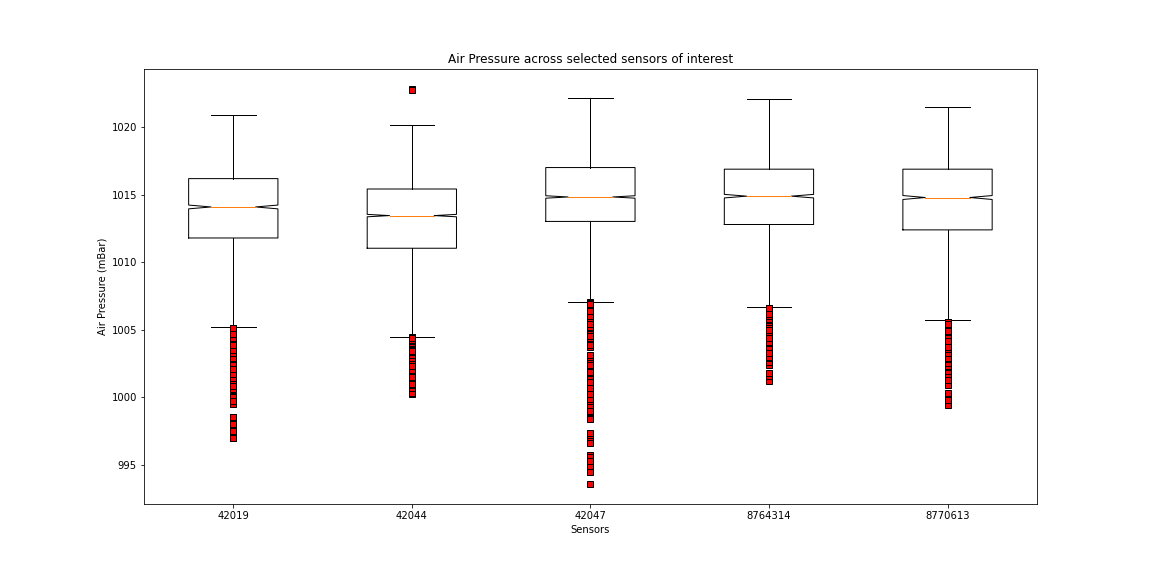 Air Pressure across selected sensors of interest
Air Pressure (mBar)
1020
1015
1010
1005
1000
995
42019 42044 42047 8764314 8770613
Sensors